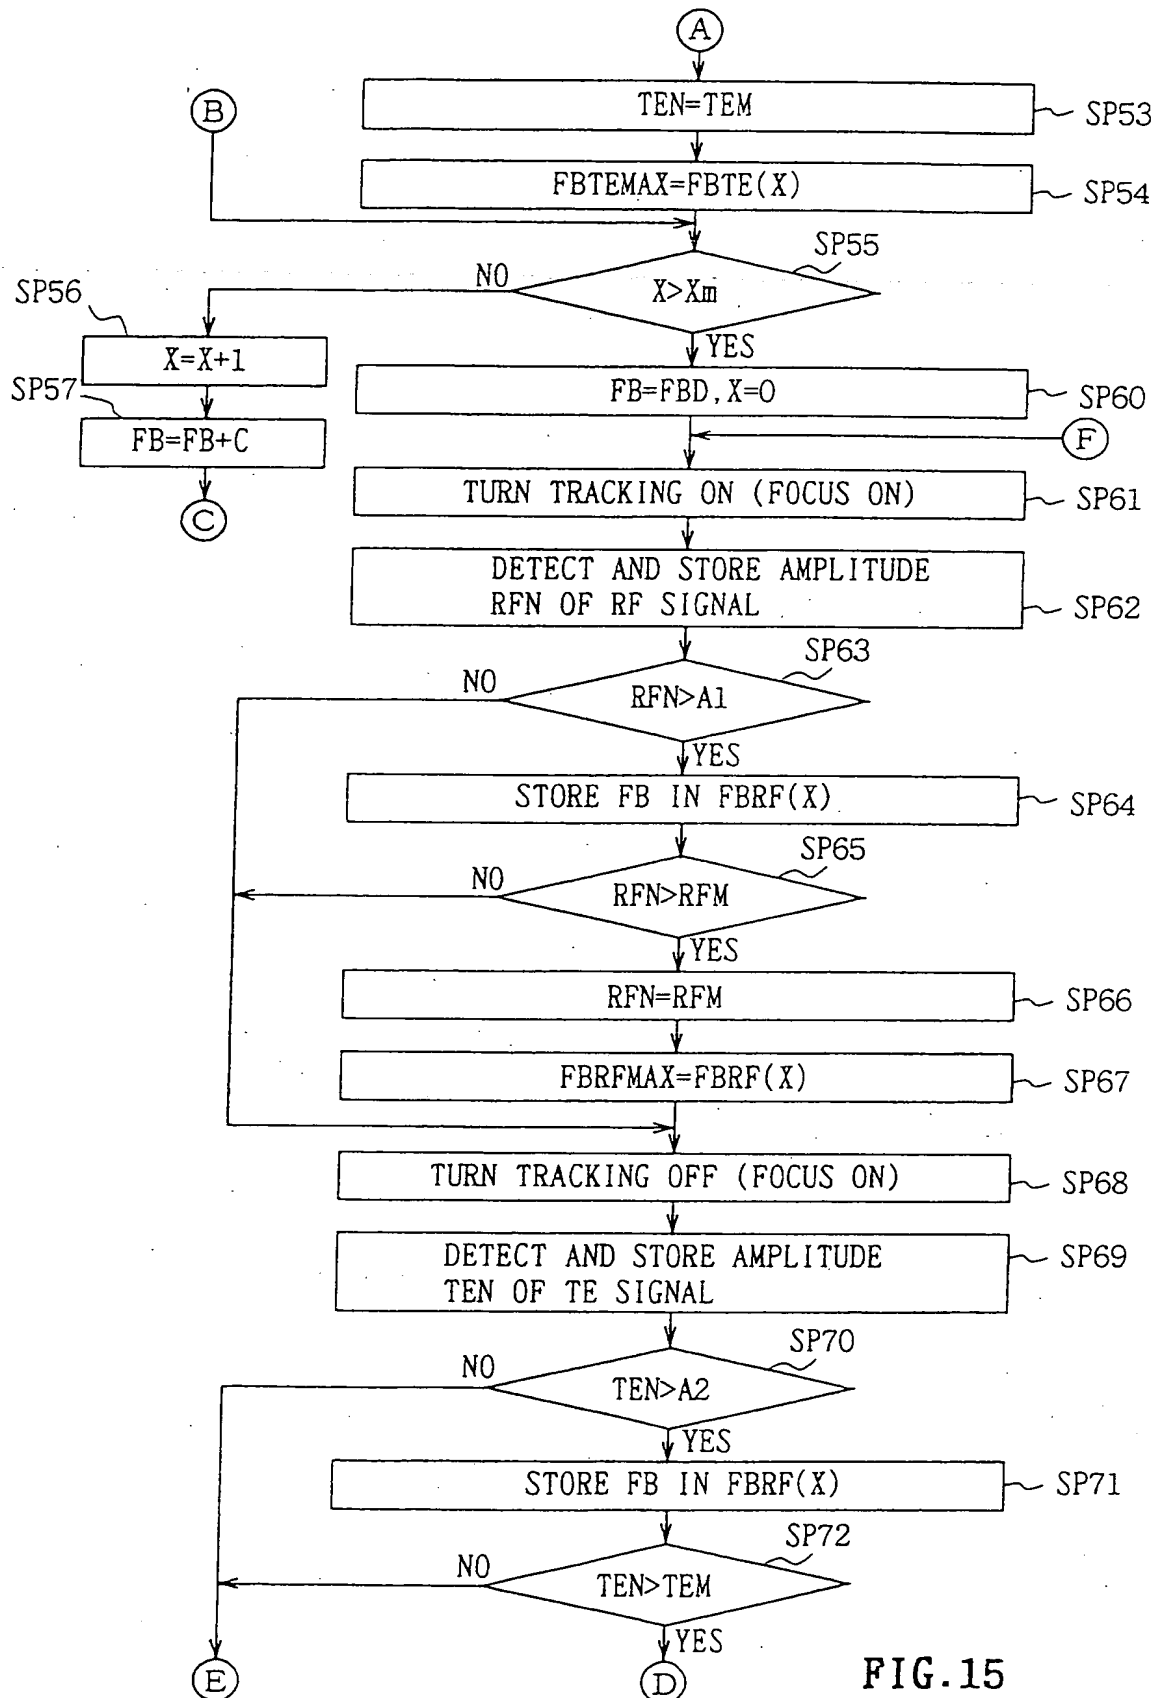 A
TEN=TEM
SP53
B
FBTEMAX=FBTE(X)
SP54
SP55
NO
X>Xm
SP56
YES
X=X+1
FB=FBD,X=0
SP60
SP57
FB=FB+C
F
C
TURN TRACKING ON (FOCUS ON)
SP61
DETECT AND STORE AMPLITUDE
RFN OF RF SIGNAL
SP62
SP63
NO
RFN>A1
YES
STORE FB IN FBRF(X)
SP64
SP65
NO
RFN>RFM
YES
RFN=RFM
SP66
FBRFMAX=FBRF(X)
SP67
TURN TRACKING OFF (FOCUS ON)
SP68
DETECT AND STORE AMPLITUDE
TEN OF TE SIGNAL
SP69
SP70
NO
TEN>A2
YES
STORE FB IN FBRF(X)
SP71
SP72
NO
TEN>TEM
YES
E
D
FIG.15